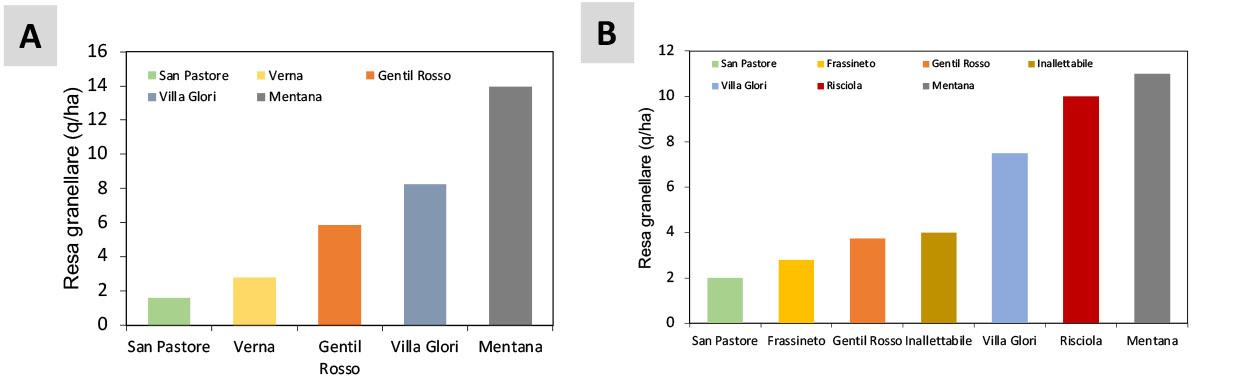 A
Resa granellare (q/ha)
16
14
12
10
8
6
4
2
0
San Pastore Verna Gentil Rosso
Villa Glori Mentana
San Pastore Verna Gentil Rosso Villa Glori Mentana
B
Resa granellare (q/ha)
12
10
8
6
4
2
0
San Pastore Frassineto Gentil Rosso Inallettabile
Villa Glori Risciola Mentana
San Pastore Frassineto Gentil Rosso Inallettabile Villa Glori Risciola Mentana